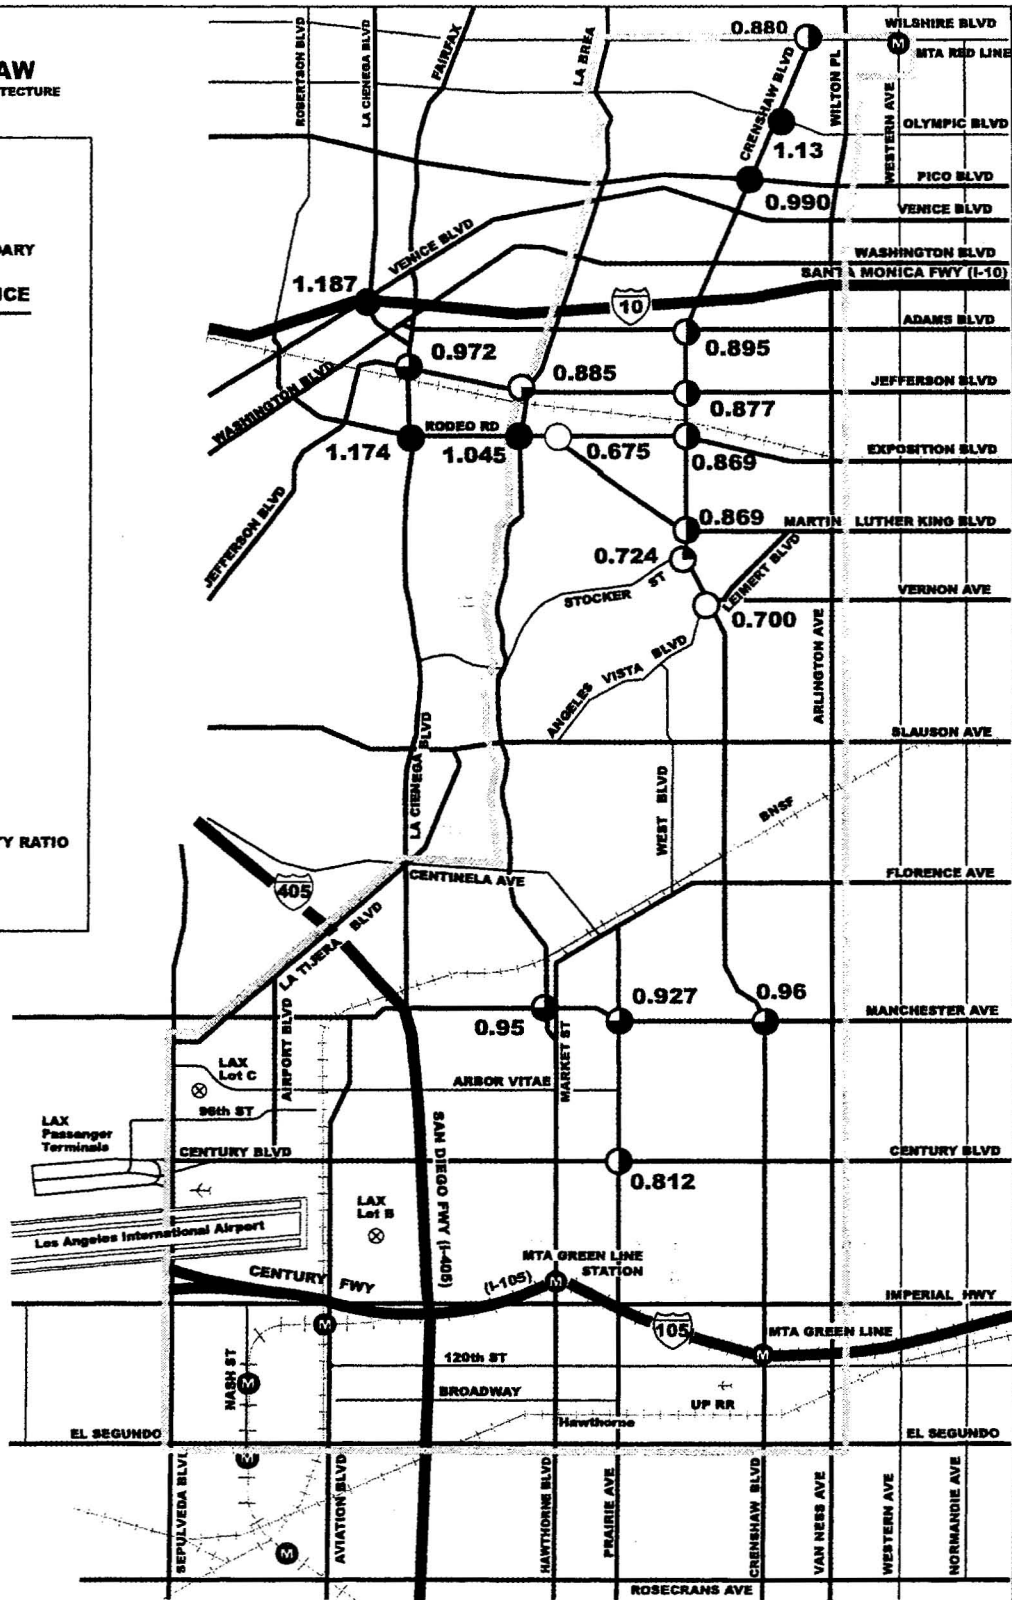 AW
TECTURE
DARY
ICE
TY RATIO
ROBERTSON BLVD
LA CIENEGA BLVD
FAIRFAX
LA BREA
0.880
CRENSHAW BLVD
WILTON PL
WILSHIRE BLVD
M
MTA RED LINE
WESTERN AVE
OLYMPIC BLVD
1.13
PICO BLVD
0.990
VENICE BLVD
VENICE BLVD
WASHINGTON BLVD
SANTA MONICA FWY (I-10)
1.187
10
ADAMS BLVD
0.895
0.972
0.885
JEFFERSON BLVD
0.877
WASHINGTON BLVD
RODEO RD
1.174
1.045
0.675
0.869
EXPOSITION BLVD
JEFFERSON BLVD
0.869
MARTIN LUTHER KING BLVD
0.724
STOCKER ST
LEIMERT BLVD
VERNON AVE
0.700
ARLINGTON AVE
ANGELES VISTA BLVD
LA CIENEGA BLVD
SLAUSON AVE
WEST BLVD
BNSF
CENTINELA AVE
FLORENCE AVE
405
LA TIJERA BLVD
AIRPORT BLVD
0.95
MARKET ST
0.927
0.96
MANCHESTER AVE
LAX
Lot C
ARBOR VITAE
96th ST
LAX
Passenger
Terminals
CENTURY BLVD
SAN DIEGO FWY (I-405)
CENTURY BLVD
0.812
LAX
Lot B
Los Angeles International Airport
MTA GREEN LINE
STATION
CENTURY FWY
(I-105)
M
IMPERIAL HWY
M
105
MTA GREEN LINE
M
120th ST
NASH ST
M
BROADWAY
UP RR
Hawthorne
EL SEGUNDO
EL SEGUNDO
M
SEPULVEDA BLVL
AVIATION BLVD
HAWTHORNE BLVD
PRAIRIE AVE
CRENSHAW BLVD
VAN NESS AVE
WESTERN AVE
NORMANDIE AVE
M
ROSECRANS AVE